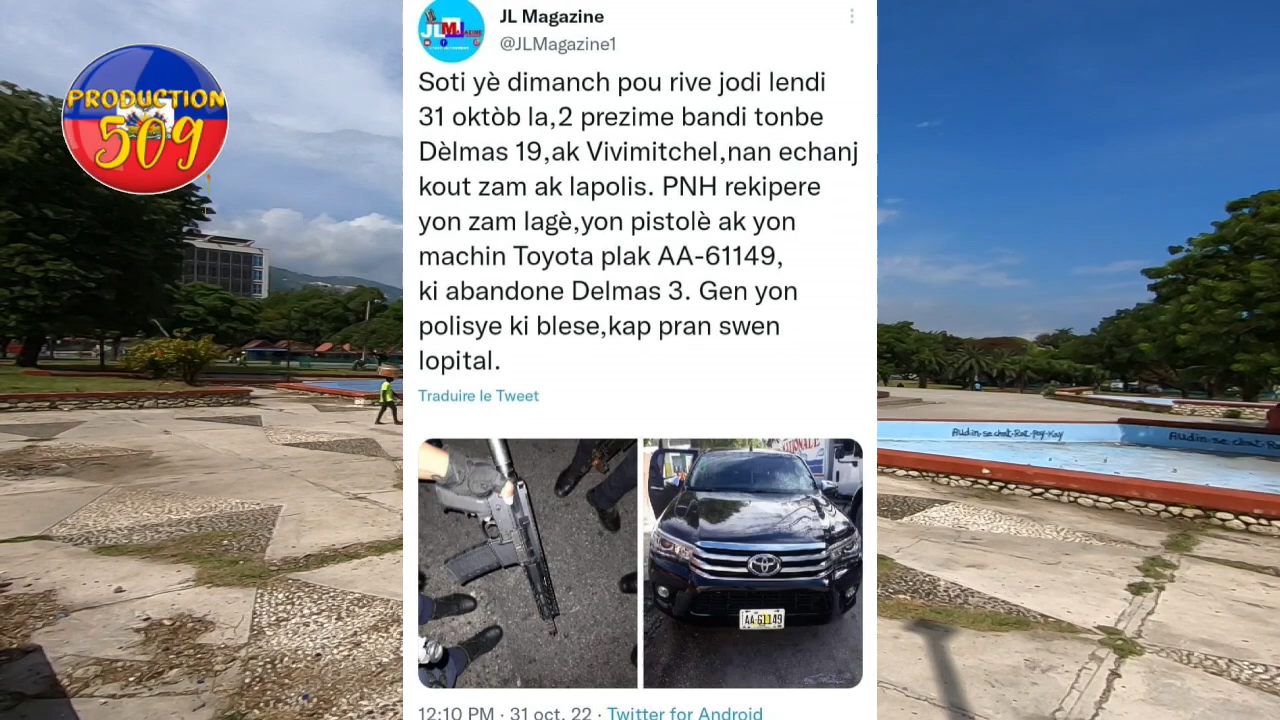 PRODUCTION
509
JL Magazine
@JLMagazine1
Soti yè dimanch pou rive jodi lendi
31 oktòb la,2 prezime bandi tonbe
Dèlmas 19,ak Vivimitchel,nan echanj
kout zam ak lapolis. PNH rekipere
yon zam lagè,yon pistolè ak yon
machin Toyota plak AA-61149,
ki abandone Delmas 3. Gen yon
polisye ki blese,kap pran swen
lopital.
Traduire le Tweet
AA-61149
12:10 PM · 31 oct. 22 · Twitter for Android